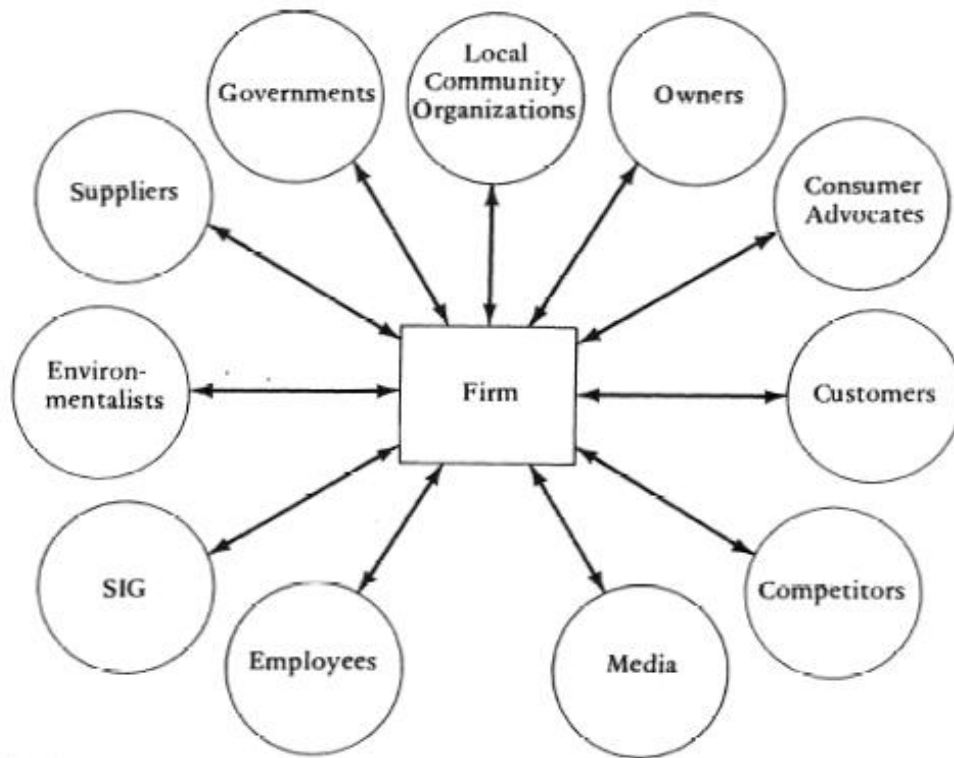 Governments
Local
Community
Organizations
Owners
Suppliers
Consumer
Advocates
Environ-
mentalists
Firm
Customers
SIG
Competitors
Employees
Media